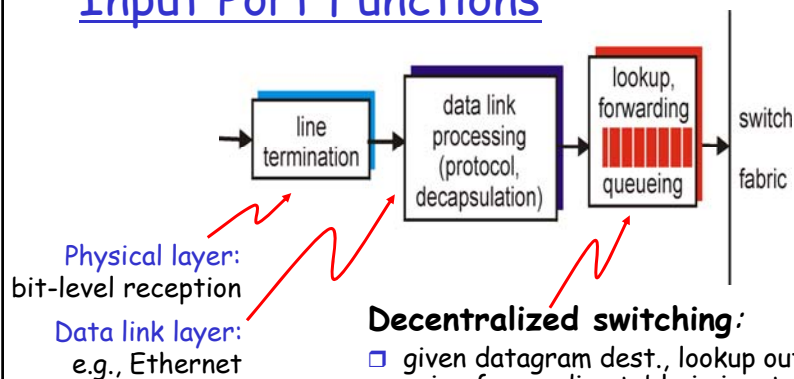 Input Port Functions
line
termination
data link
processing
(protocol,
decapsulation)
lookup,
forwarding
queueing
switch
fabric
Physical layer:
bit-level reception
Data link layer:
e.g., Ethernet
Decentralized switching:
given datagram dest., lookup